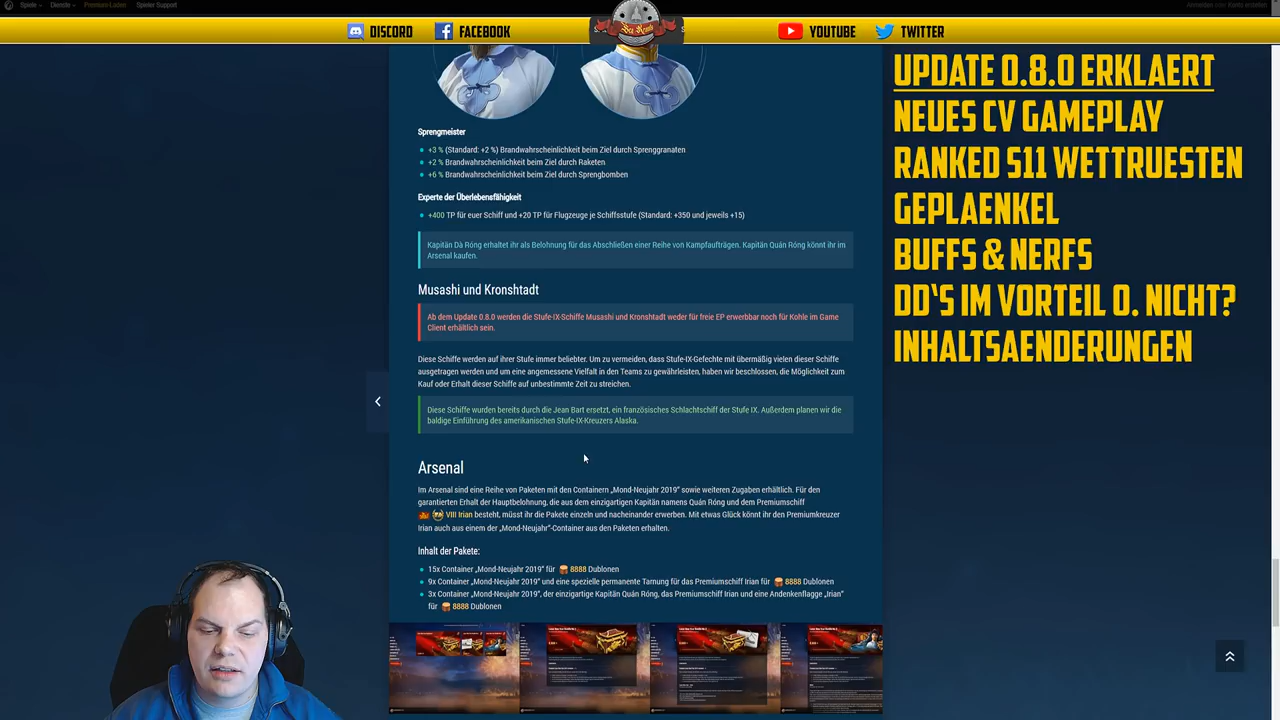 Spiele Dienste Premium-Laden Spieler Support
Anmelden oder Konto erstellen
DISCORD FACEBOOK YOUTUBE TWITTER
UPDATE 0.8.0 ERKLAERT
NEUES CV GAMEPLAY
RANKED S11 WETTRUESTEN
GEPLAENKEL
BUFFS & NERFS
DD'S IM VORTEIL O. NICHT?
INHALTSAENDERUNGEN
Sprengmeister
+3 % (Standard: +2 %) Brandwahrscheinlichkeit beim Ziel durch Sprenggranaten
+2 % Brandwahrscheinlichkeit beim Ziel durch Raketen
+6 % Brandwahrscheinlichkeit beim Ziel durch Sprengbomben
Experte der Überlebensfähigkeit
+400 TP für euer Schiff und +20 TP für Flugzeuge je Schiffsstufe (Standard: +350 und jeweils +15)
Kapitän Dà Róng erhaltet ihr als Belohnung für das Abschließen einer Reihe von Kampfaufträgen. Kapitän Quán Róng könnt ihr im
Arsenal kaufen.
Musashi und Kronshtadt
Ab dem Update 0.8.0 werden die Stufe-IX-Schiffe Musashi und Kronshtadt weder für freie EP erwerbbar noch für Kohle im Game
Client erhältlich sein.
Diese Schiffe werden auf ihrer Stufe immer beliebter. Um zu vermeiden, dass Stufe-IX-Gefechte mit übermäßig vielen dieser Schiffe
ausgetragen werden und um eine angemessene Vielfalt in den Teams zu gewährleisten, haben wir beschlossen, die Möglichkeit zum
Kauf oder Erhalt dieser Schiffe auf unbestimmte Zeit zu streichen.
Diese Schiffe wurden bereits durch die Jean Bart ersetzt, ein französisches Schlachtschiff der Stufe IX. Außerdem planen wir die
baldige Einführung des amerikanischen Stufe-IX-Kreuzers Alaska.
Arsenal
Im Arsenal sind eine Reihe von Paketen mit den Containern „Mond-Neujahr 2019“ sowie weiteren Zugaben erhältlich. Für den
garantierten Erhalt der Hauptbelohnung, die aus dem einzigartigen Kapitän namens Quán Róng und dem Premiumschiff
VIII Irian besteht, müsst ihr die Pakete einzeln und nacheinander erwerben. Mit etwas Glück könnt ihr den Premiumkreuzer
Irian auch aus einem der „Mond-Neujahr“-Container aus den Paketen erhalten.
Inhalt der Pakete:
15x Container „Mond-Neujahr 2019“ für 8888 Dublonen
9x Container „Mond-Neujahr 2019“ und eine spezielle permanente Tarnung für das Premiumschiff Irian für 8888 Dublonen
3x Container „Mond-Neujahr 2019“, der einzigartige Kapitän Quán Róng, das Premiumschiff Irian und eine Andenkenflagge „Irian“
für 8888 Dublonen